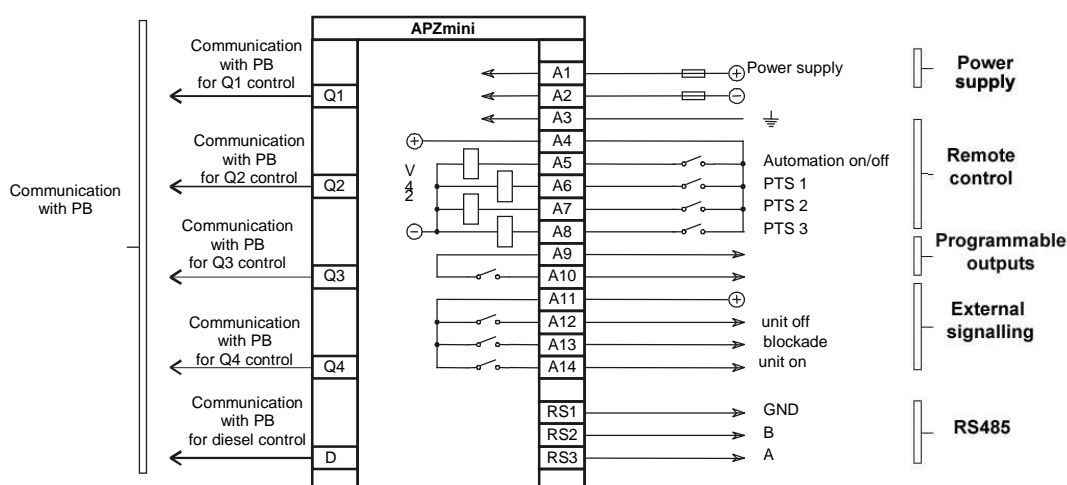 APZmini
Communication
with PB
Communication
with PB
for Q1 control
Q1
Communication
with PB
for Q2 control
Q2
Communication
with PB
for Q3 control
Q3
Communication
with PB
for Q4 control
Q4
Communication
with PB
for diesel control
D
24 V
A1
A2
A3
A4
A5
A6
A7
A8
A9
A10
A11
A12
A13
A14
RS1
RS2
RS3
Power supply
Automation on/off
PTS 1
PTS 2
PTS 3
unit off
blockade
unit on
GND
B
A
Power
supply
Remote
control
Programmable
outputs
External
signalling
RS485